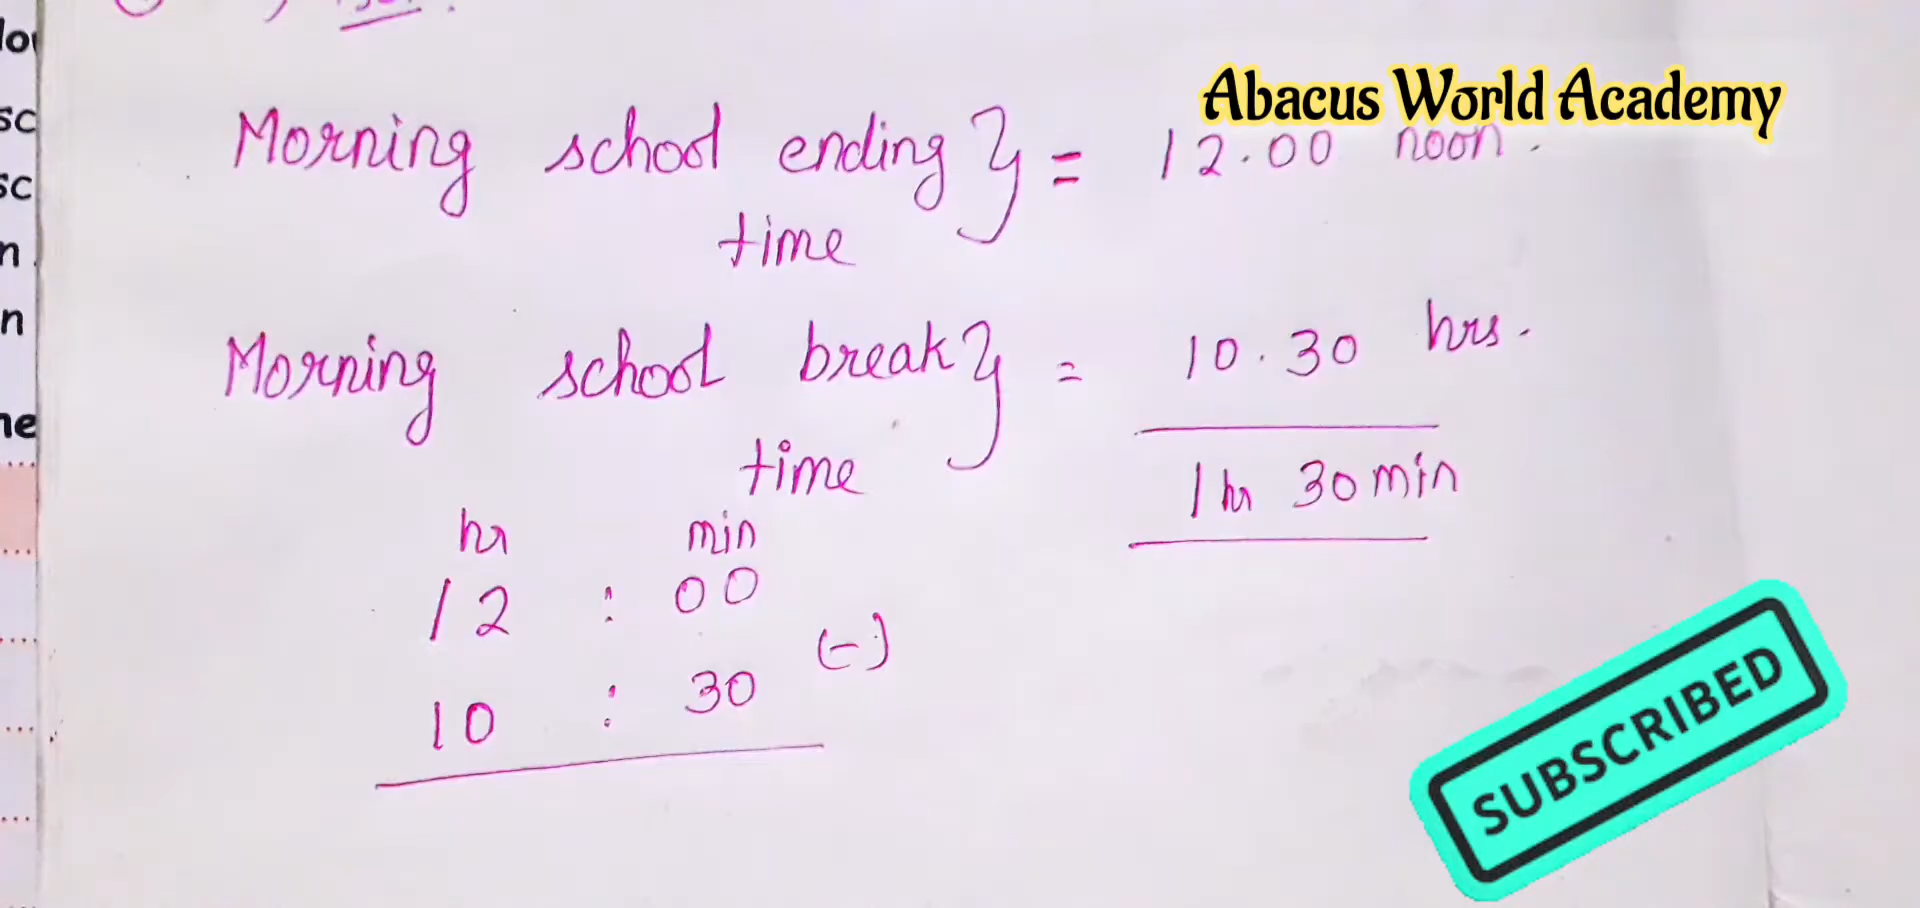 Abacus World Academy
Morning school ending } = 12.00 noon.
time
Morning school break } = 10.30 hrs.
time
1 hr 30 min
hr min
12 : 00
(-)
10 : 30
SUBSCRIBED